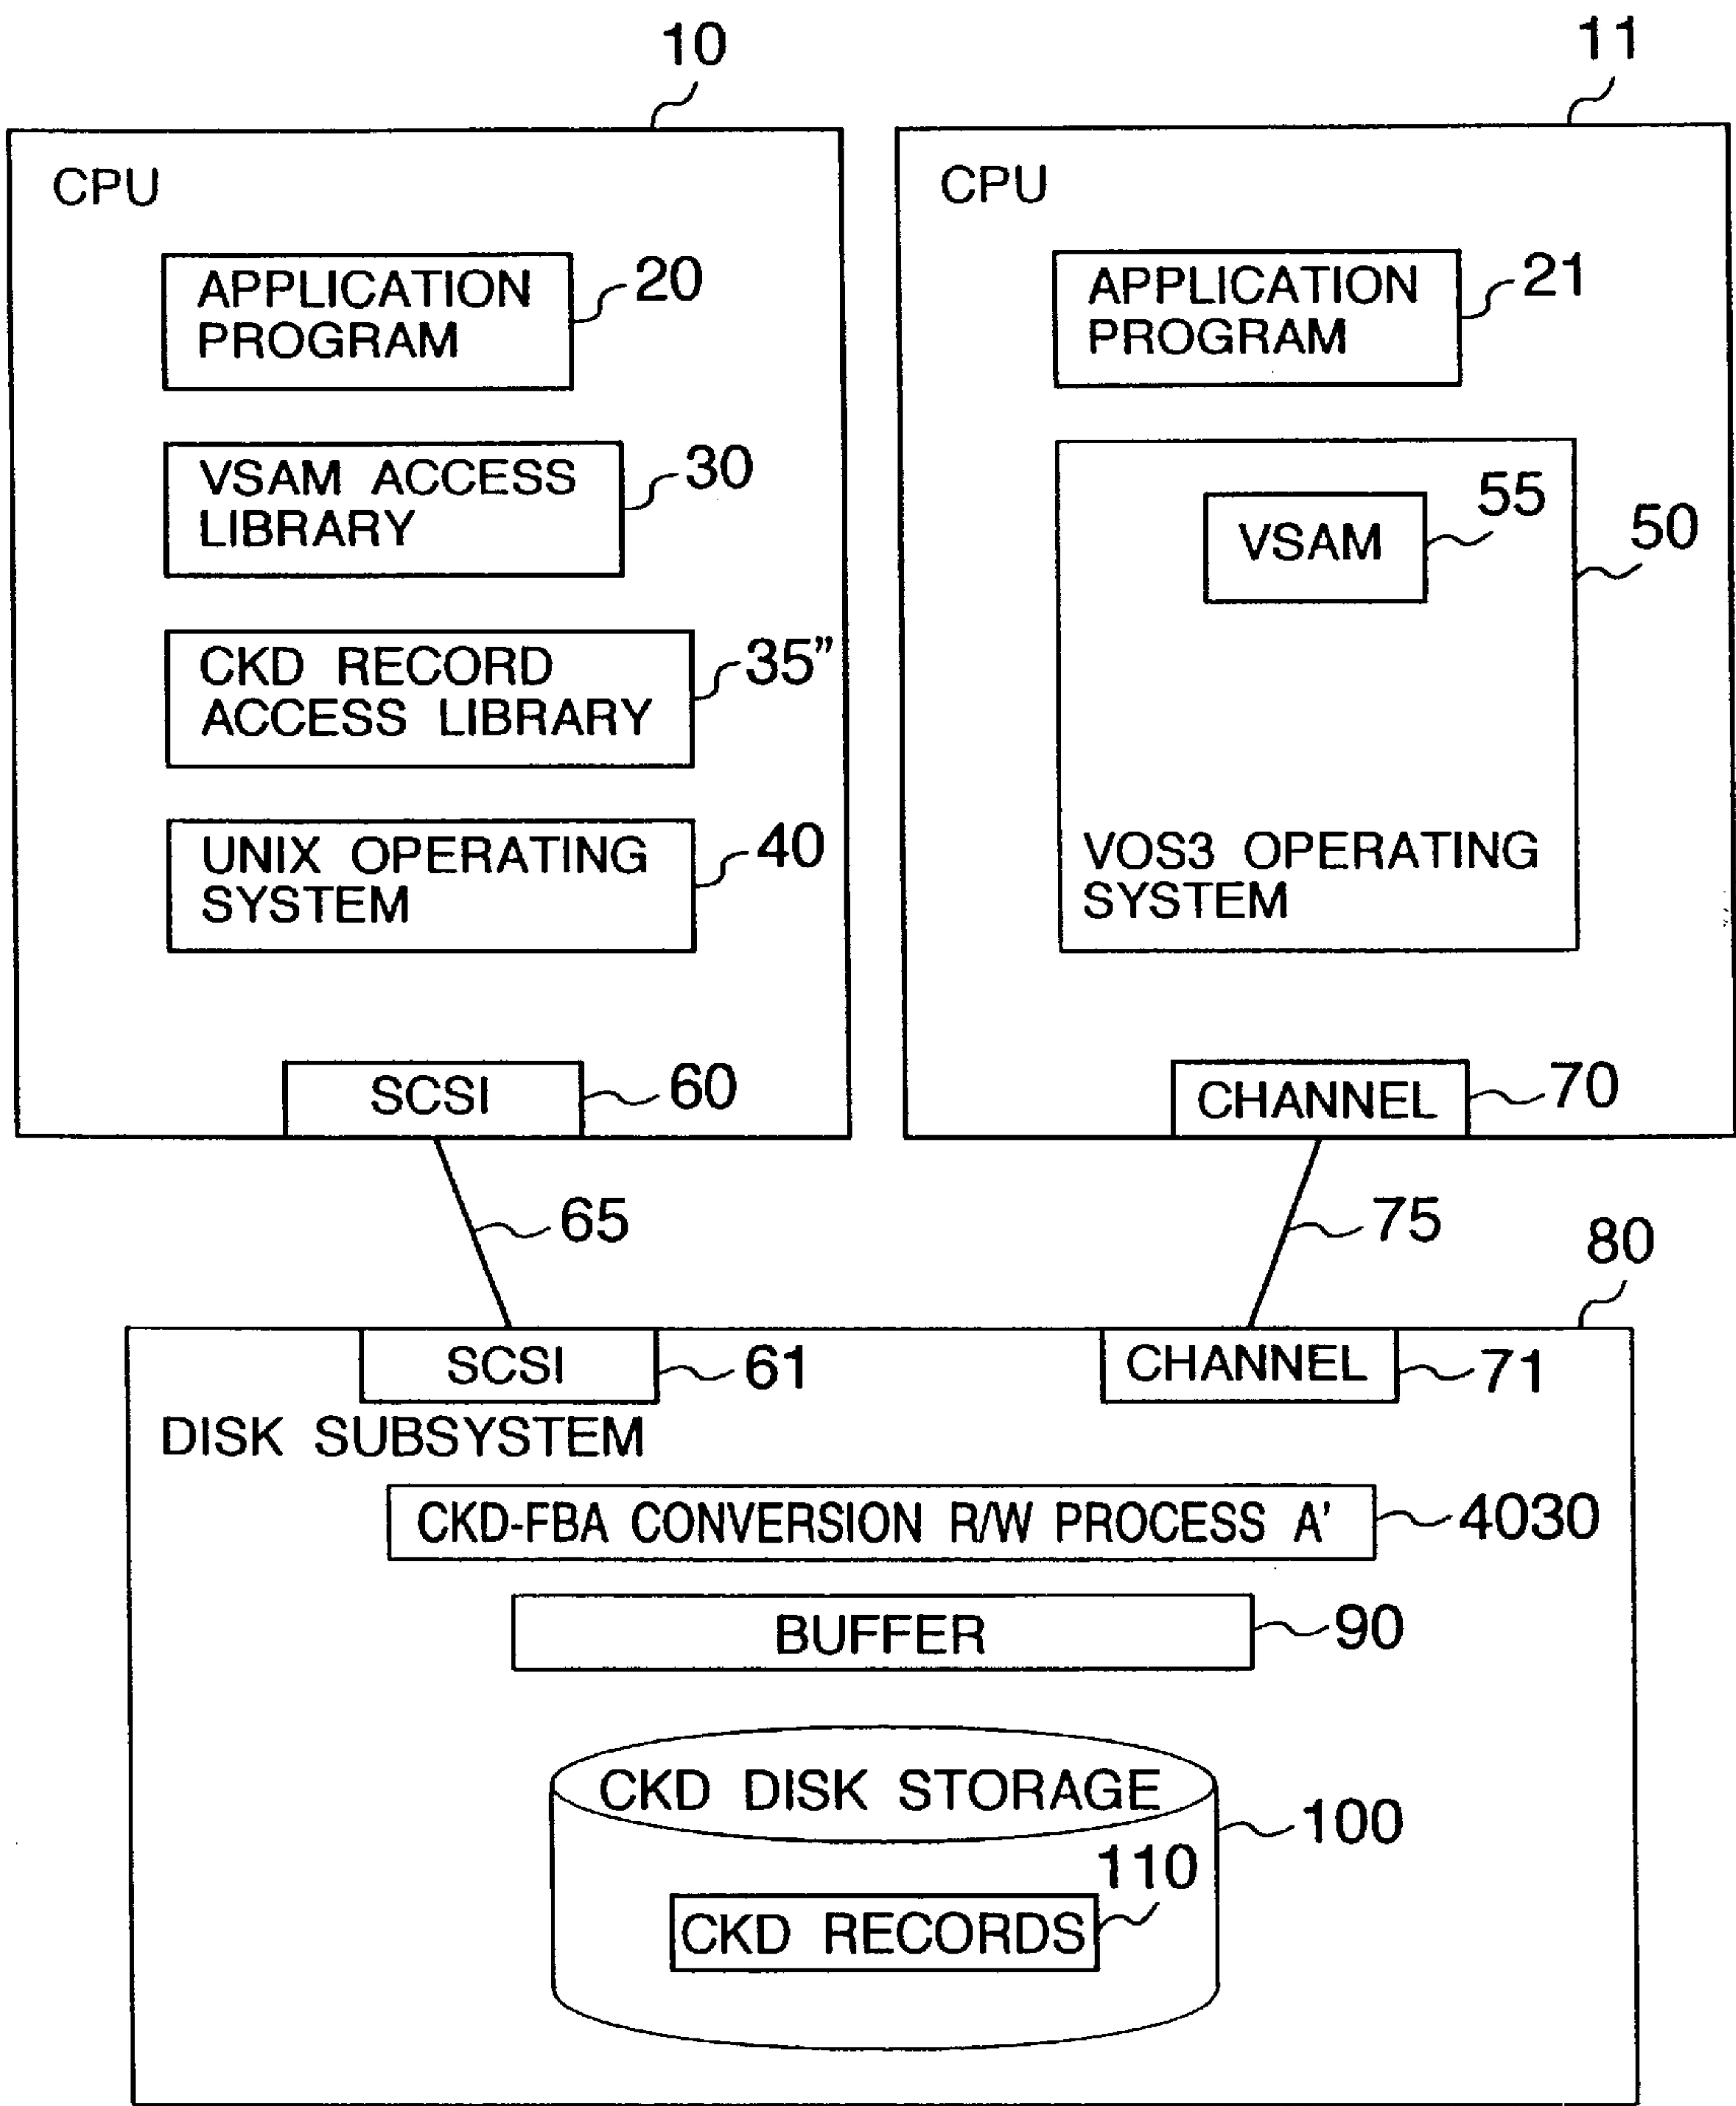 10
11
CPU
APPLICATION
PROGRAM
20
VSAM ACCESS
LIBRARY
30
CKD RECORD
ACCESS LIBRARY
35”
UNIX OPERATING
SYSTEM
40
SCSI
60
CPU
APPLICATION
PROGRAM
21
VSAM
55
50
VOS3 OPERATING
SYSTEM
CHANNEL
70
65
75
80
SCSI
61
CHANNEL
71
DISK SUBSYSTEM
CKD-FBA CONVERSION R/W PROCESS A'
4030
BUFFER
90
CKD DISK STORAGE
100
110
CKD RECORDS